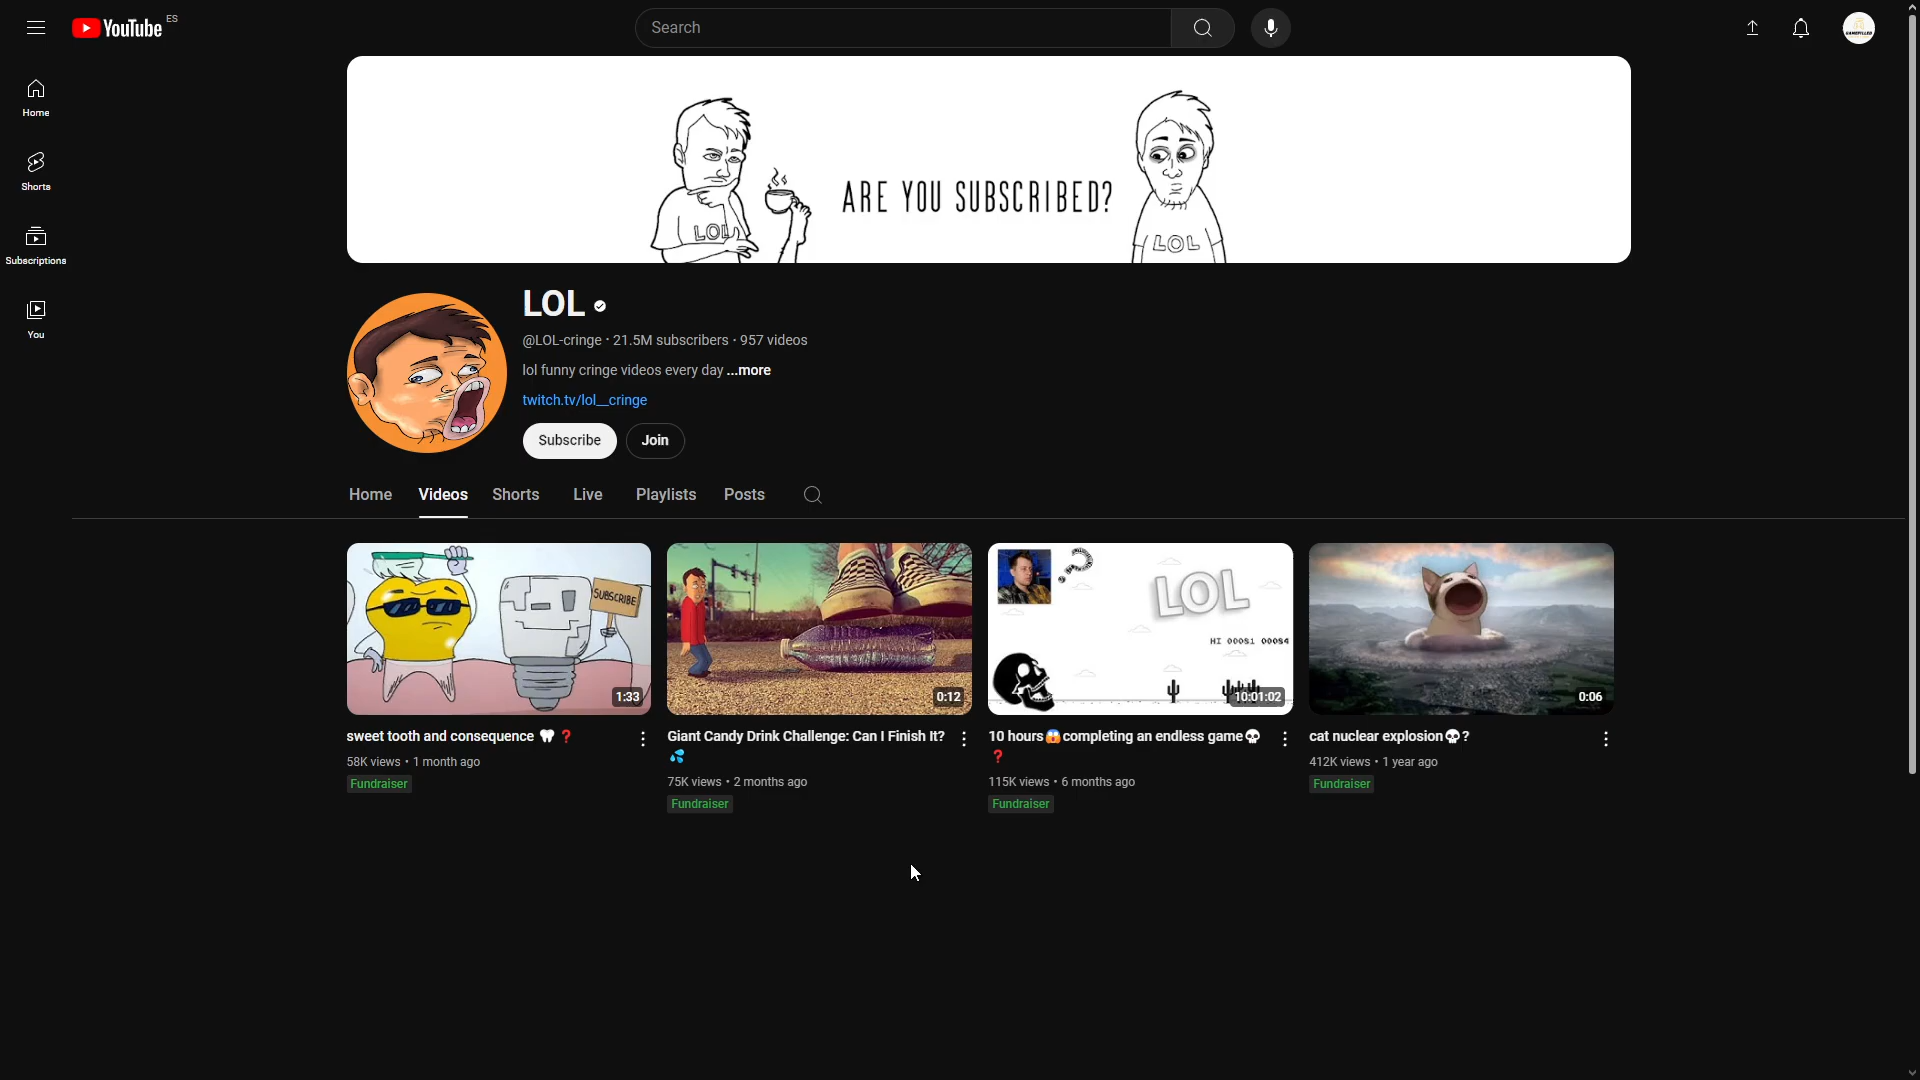 YouTube ES
Search
Home
Shorts
Subscriptions
You
ARE YOU SUBSCRIBED?
LOL
LOL
LOL
@LOL-cringe • 21.5M subscribers • 957 videos
lol funny cringe videos every day ...more
twitch.tv/lol__cringe
Subscribe
Join
Home Videos Shorts Live Playlists Posts
SUBSCRIBE
1:33
sweet tooth and consequence 🦷❓
58K views • 1 month ago
Fundraiser
0:12
Giant Candy Drink Challenge: Can I Finish It?
💦
75K views • 2 months ago
Fundraiser
LOL
HI 00081 00084
10:01:02
10 hours😱completing an endless game💀
❓
115K views • 6 months ago
Fundraiser
0:06
cat nuclear explosion💀?
412K views • 1 year ago
Fundraiser